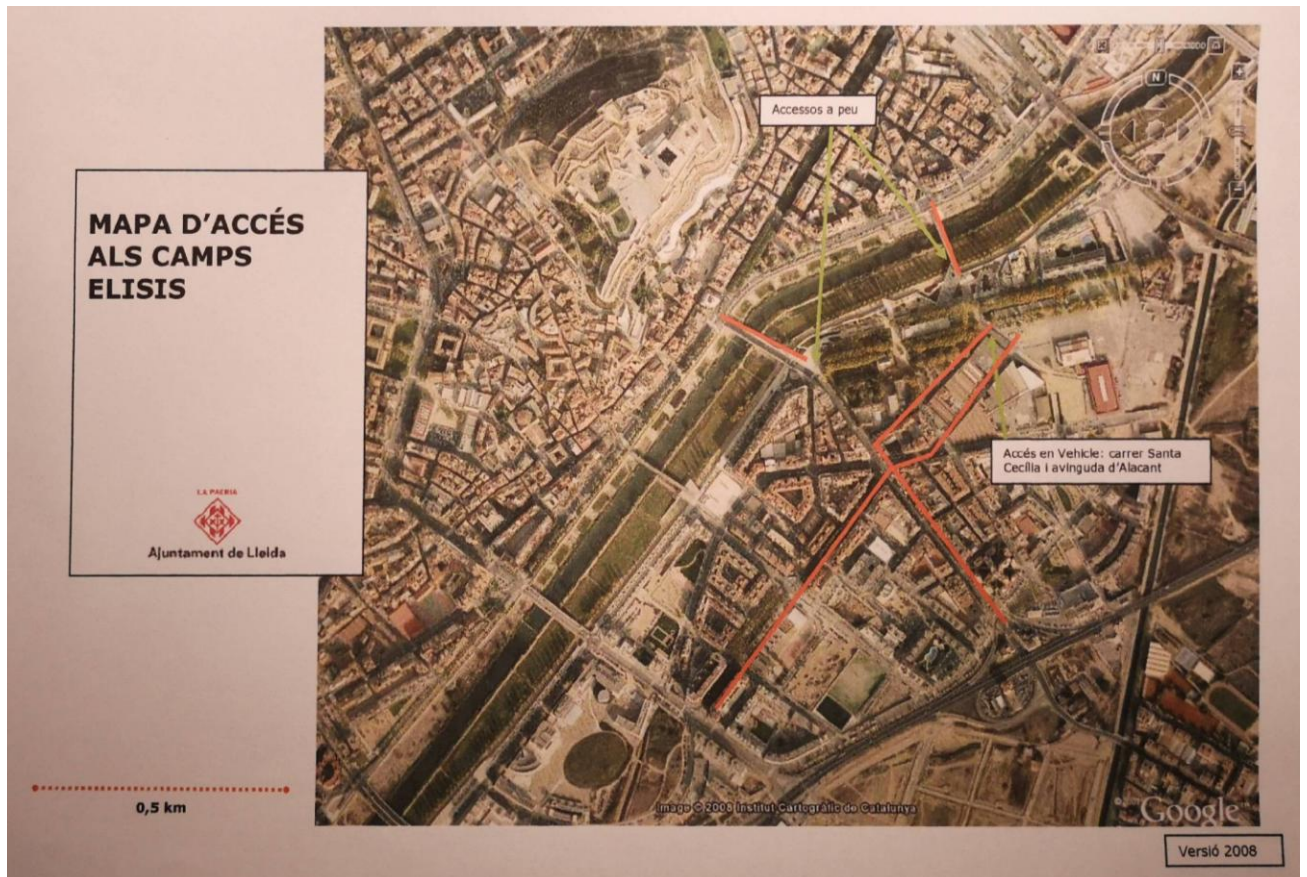 MAPA D'ACCÉS
ALS CAMPS
ELISIS
LA PAERIA
Ajuntament de Lleida
0,5 km
Accessos a peu
N
Accés en Vehicle: carrer Santa
Cecília i avinguda d'Alacant
Image © 2008 Institut Cartogràfic de Catalunya
Google
Versió 2008